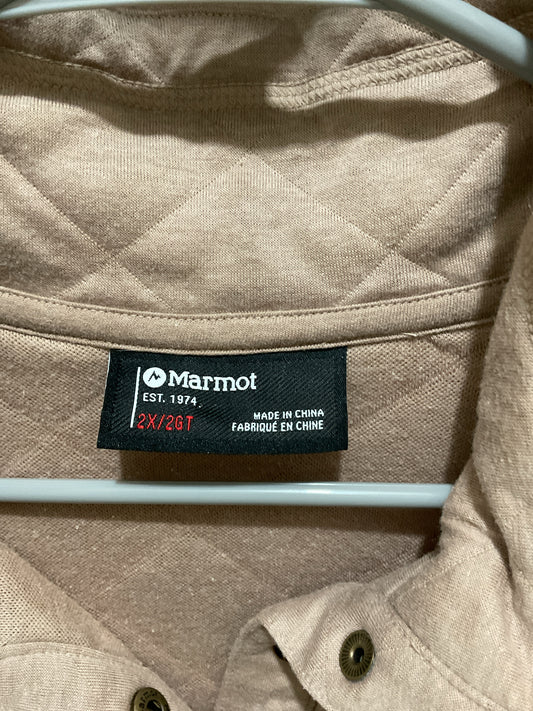 Marmot
EST. 1974
2X/2GT
MADE IN CHINA
FABRIQUÉ EN CHINE